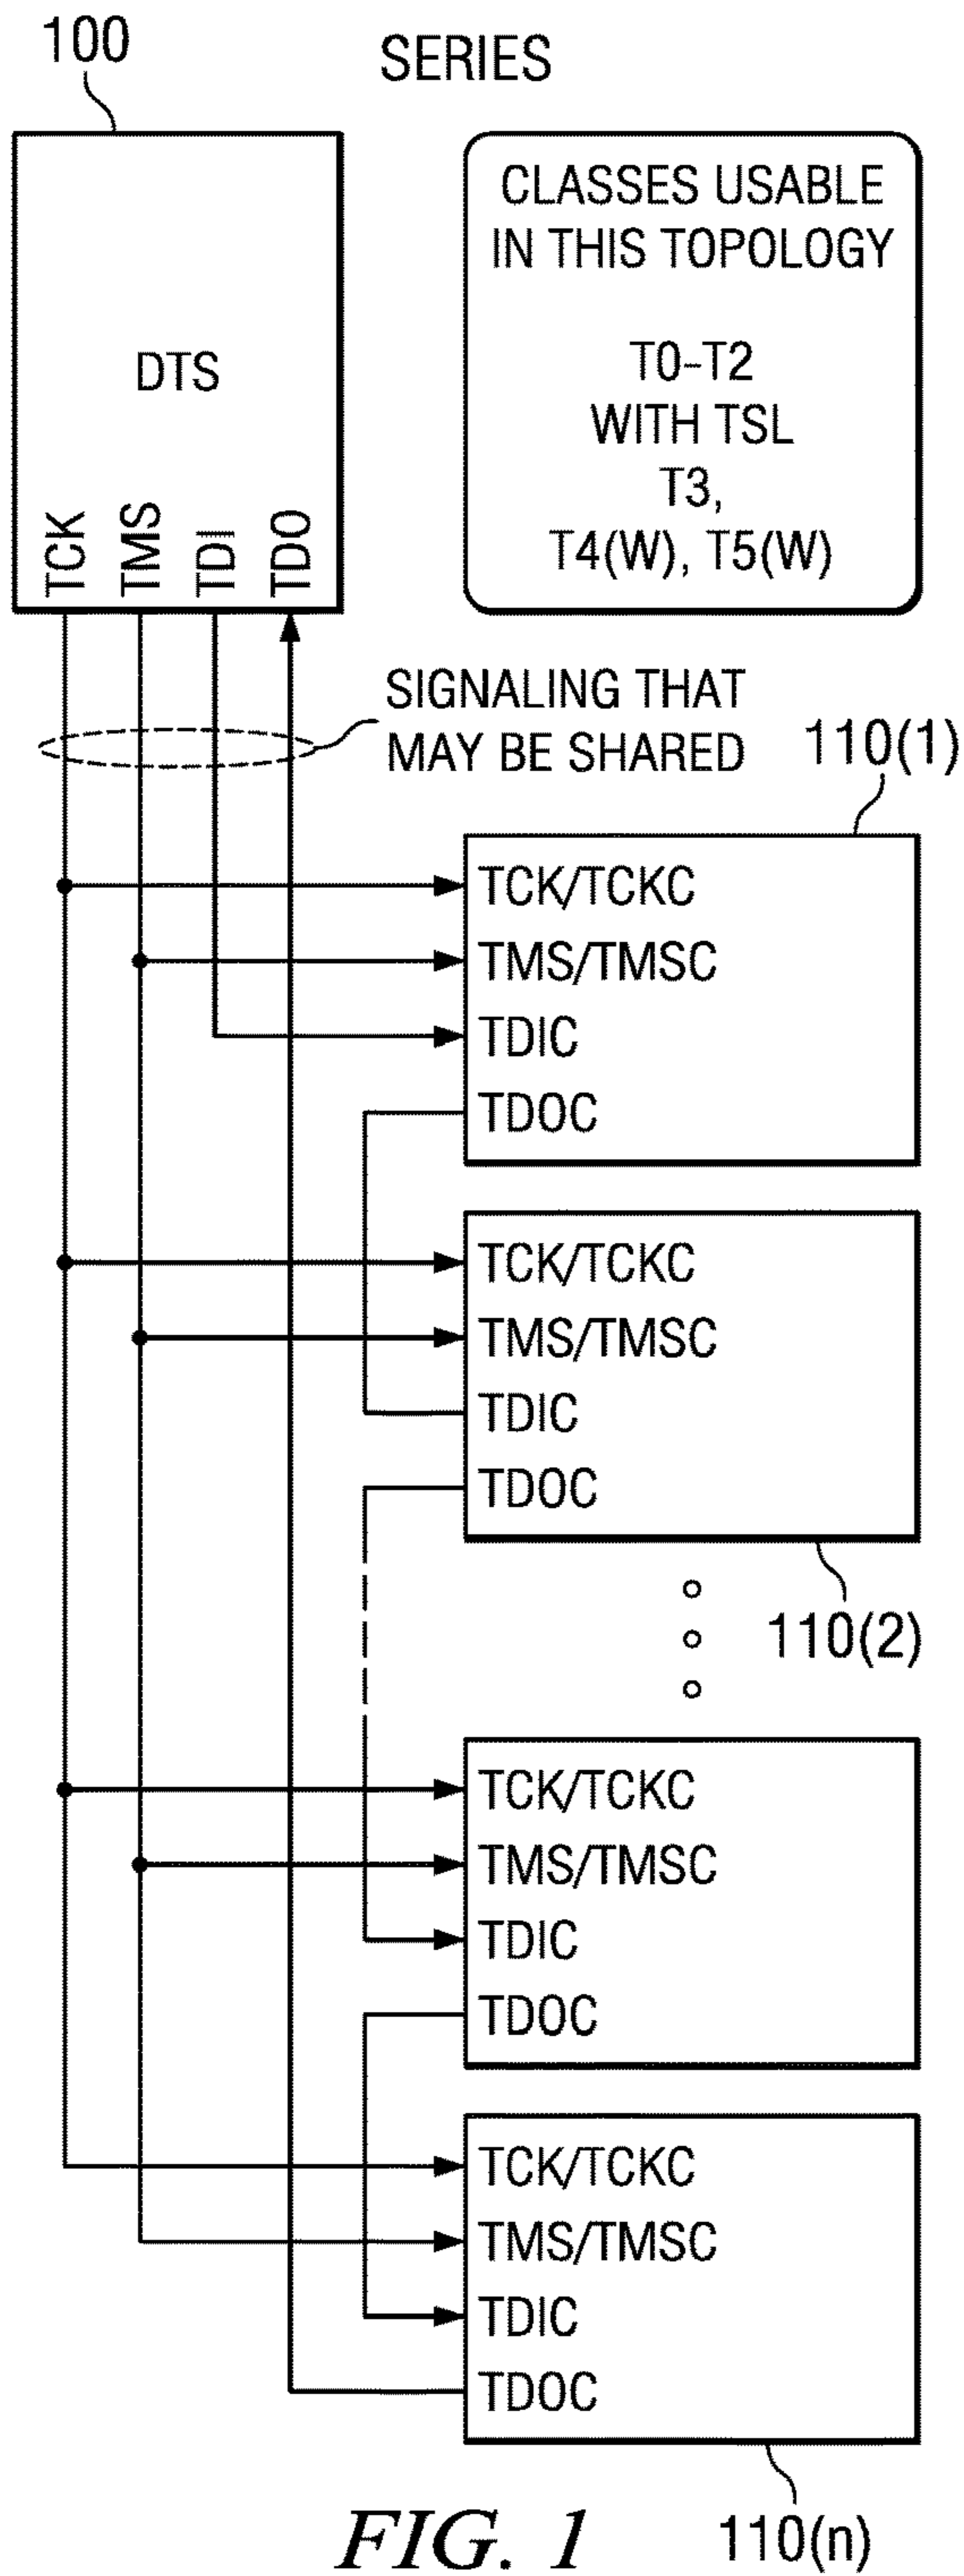 100
SERIES
CLASSES USABLE
IN THIS TOPOLOGY
T0-T2
WITH TSL
T3,
T4(W), T5(W)
DTS
TCK
TMS
TDI
TDO
SIGNALING THAT
MAY BE SHARED
110(1)
TCK/TCKC
TMS/TMSC
TDIC
TDOC
TCK/TCKC
TMS/TMSC
TDIC
TDOC
110(2)
TCK/TCKC
TMS/TMSC
TDIC
TDOC
TCK/TCKC
TMS/TMSC
TDIC
TDOC
110(n)
FIG. 1